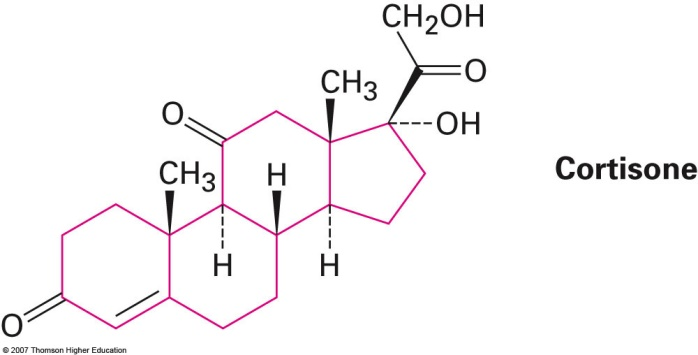 CH₂OH
CH₃
O
O
OH
CH₃
H
Cortisone
H
H
O
© 2007 Thomson Higher Education